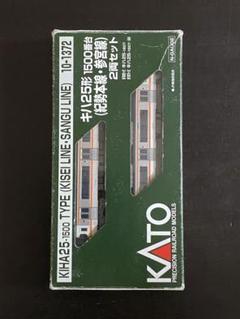 KIHA25-1500 TYPE (KISEI LINE・SANGU LINE) 10-1372
キハ25形 1500番台
(紀勢本線・参宮線)
2両セット
N-GAUGE
KATO
PRECISION RAILROAD MODELS